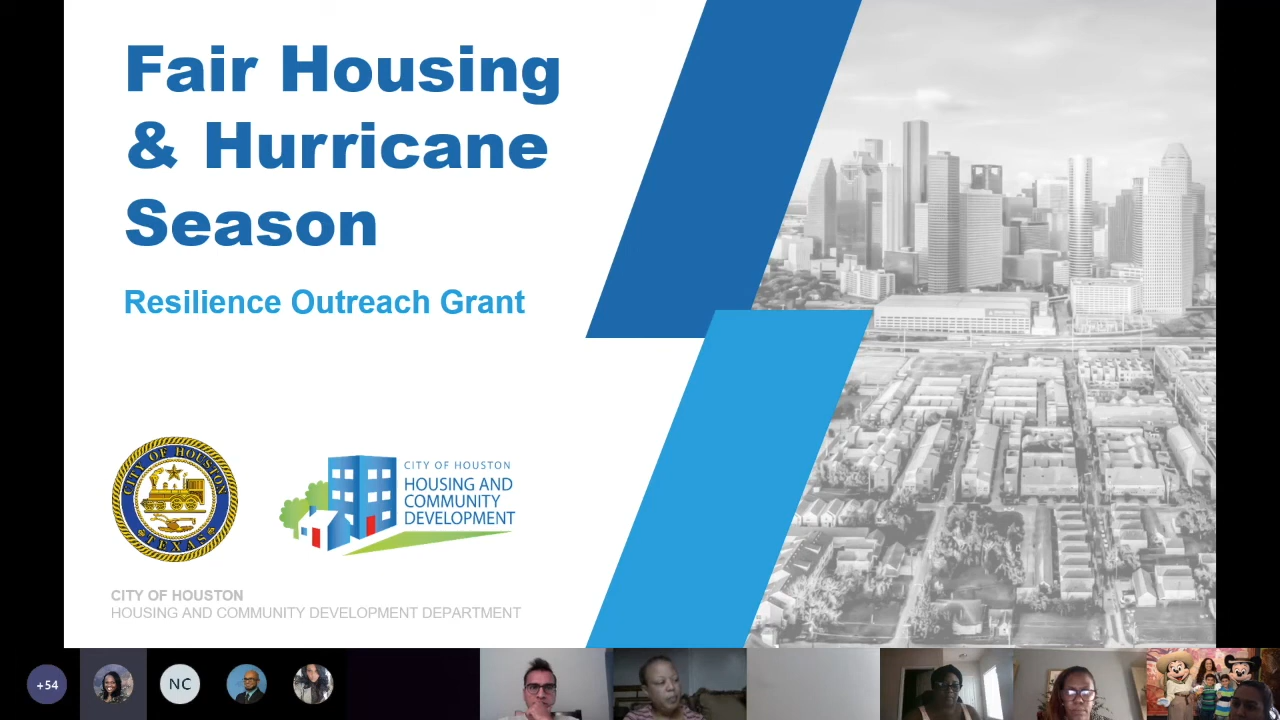 Fair Housing
& Hurricane
Season
Resilience Outreach Grant
CITY OF HOUSTON
TEXAS
CITY OF HOUSTON
HOUSING AND
COMMUNITY
DEVELOPMENT
CITY OF HOUSTON
HOUSING AND COMMUNITY DEVELOPMENT DEPARTMENT
+54
NC